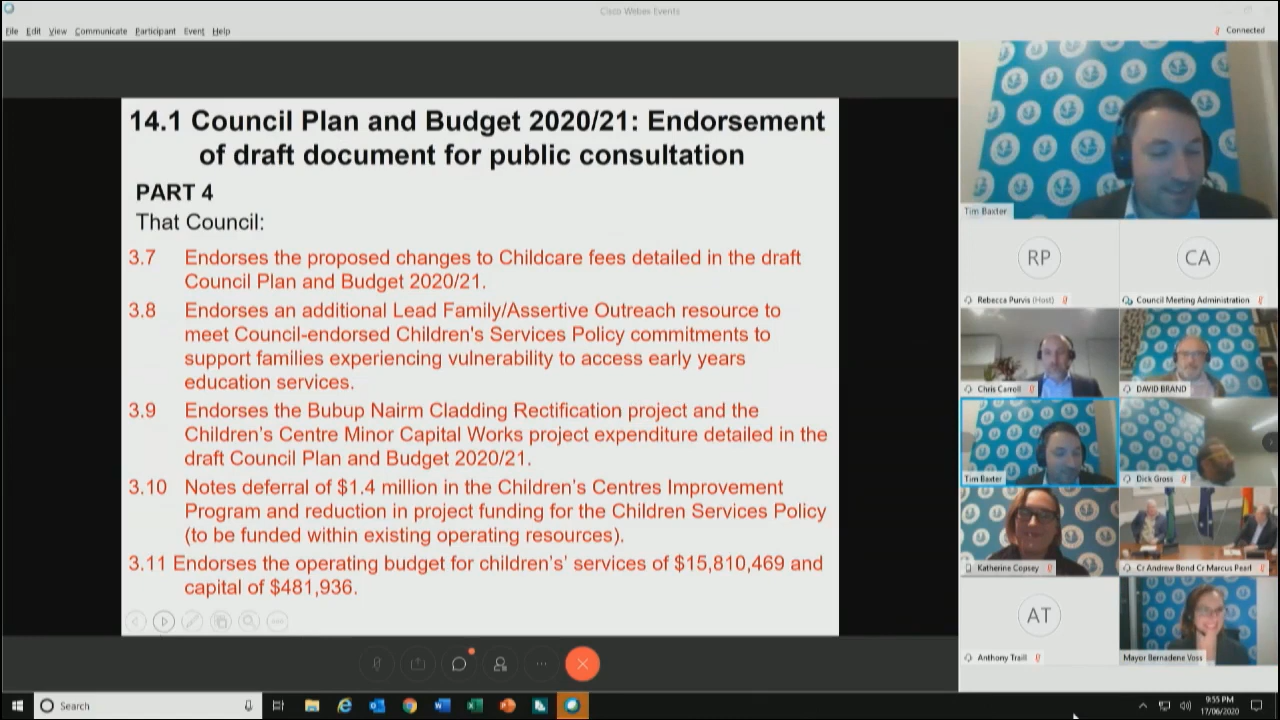 Cisco Webex Events
File Edit View Communicate Participant Event Help
Connected
14.1 Council Plan and Budget 2020/21: Endorsement
of draft document for public consultation
PART 4
That Council:
3.7 Endorses the proposed changes to Childcare fees detailed in the draft
Council Plan and Budget 2020/21.
3.8 Endorses an additional Lead Family/Assertive Outreach resource to
meet Council-endorsed Children's Services Policy commitments to
support families experiencing vulnerability to access early years
education services.
3.9 Endorses the Bubup Nairm Cladding Rectification project and the
Children's Centre Minor Capital Works project expenditure detailed in the
draft Council Plan and Budget 2020/21.
3.10 Notes deferral of $1.4 million in the Children's Centres Improvement
Program and reduction in project funding for the Children Services Policy
(to be funded within existing operating resources).
3.11 Endorses the operating budget for children's' services of $15,810,469 and
capital of $481,936.
Tim Baxter
RP
CA
Rebecca Purvis (Host)
Council Meeting Administration
Chris Carroll
DAVID BRAND
Tim Baxter
Dick Gross
Katherine Copsey
Cr Andrew Bond Cr Marcus Pearl
AT
Anthony Traill
Mayor Bernadene Voss
Search
9:55 PM
17/06/2020